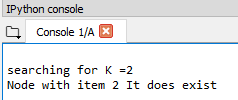 IPython console
Console 1/A
searching for K =2
Node with item 2 It does exist